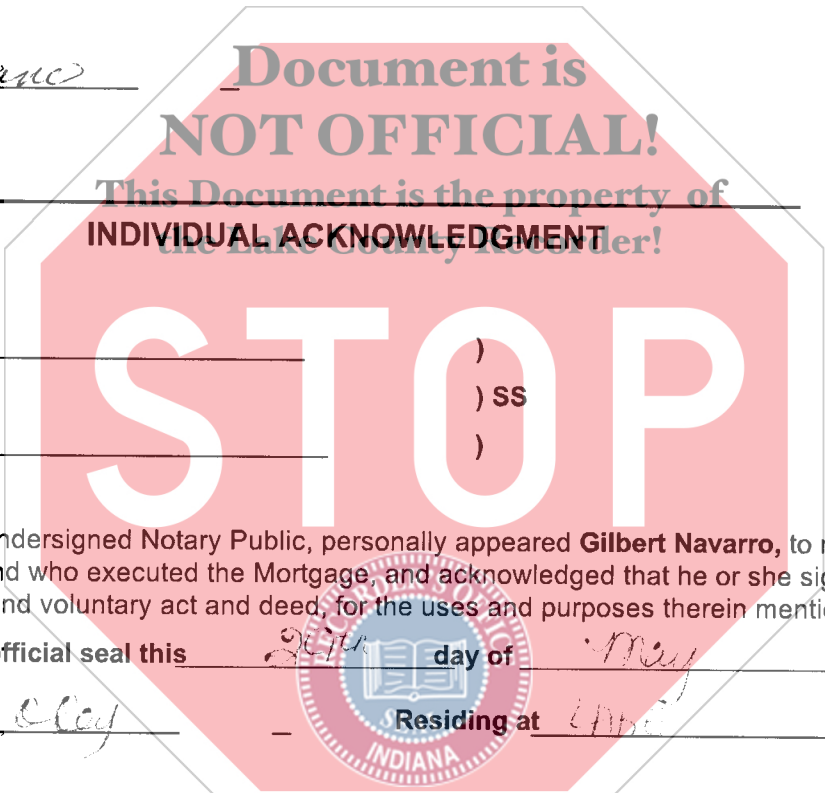 Document is
NOT OFFICIAL!
This Document is the property of
INDIVIDUAL ACKNOWLEDGMENT
the Lake County Recorder!
)
STOP
) SS
)
ndersigned Notary Public, personally appeared Gilbert Navarro, to
nd who executed the Mortgage, and acknowledged that he or she sig
nd voluntary act and deed, for the uses and purposes therein menti
fficial seal this day of May
Residing at
RECORDER'S OFFIC
INDIANA